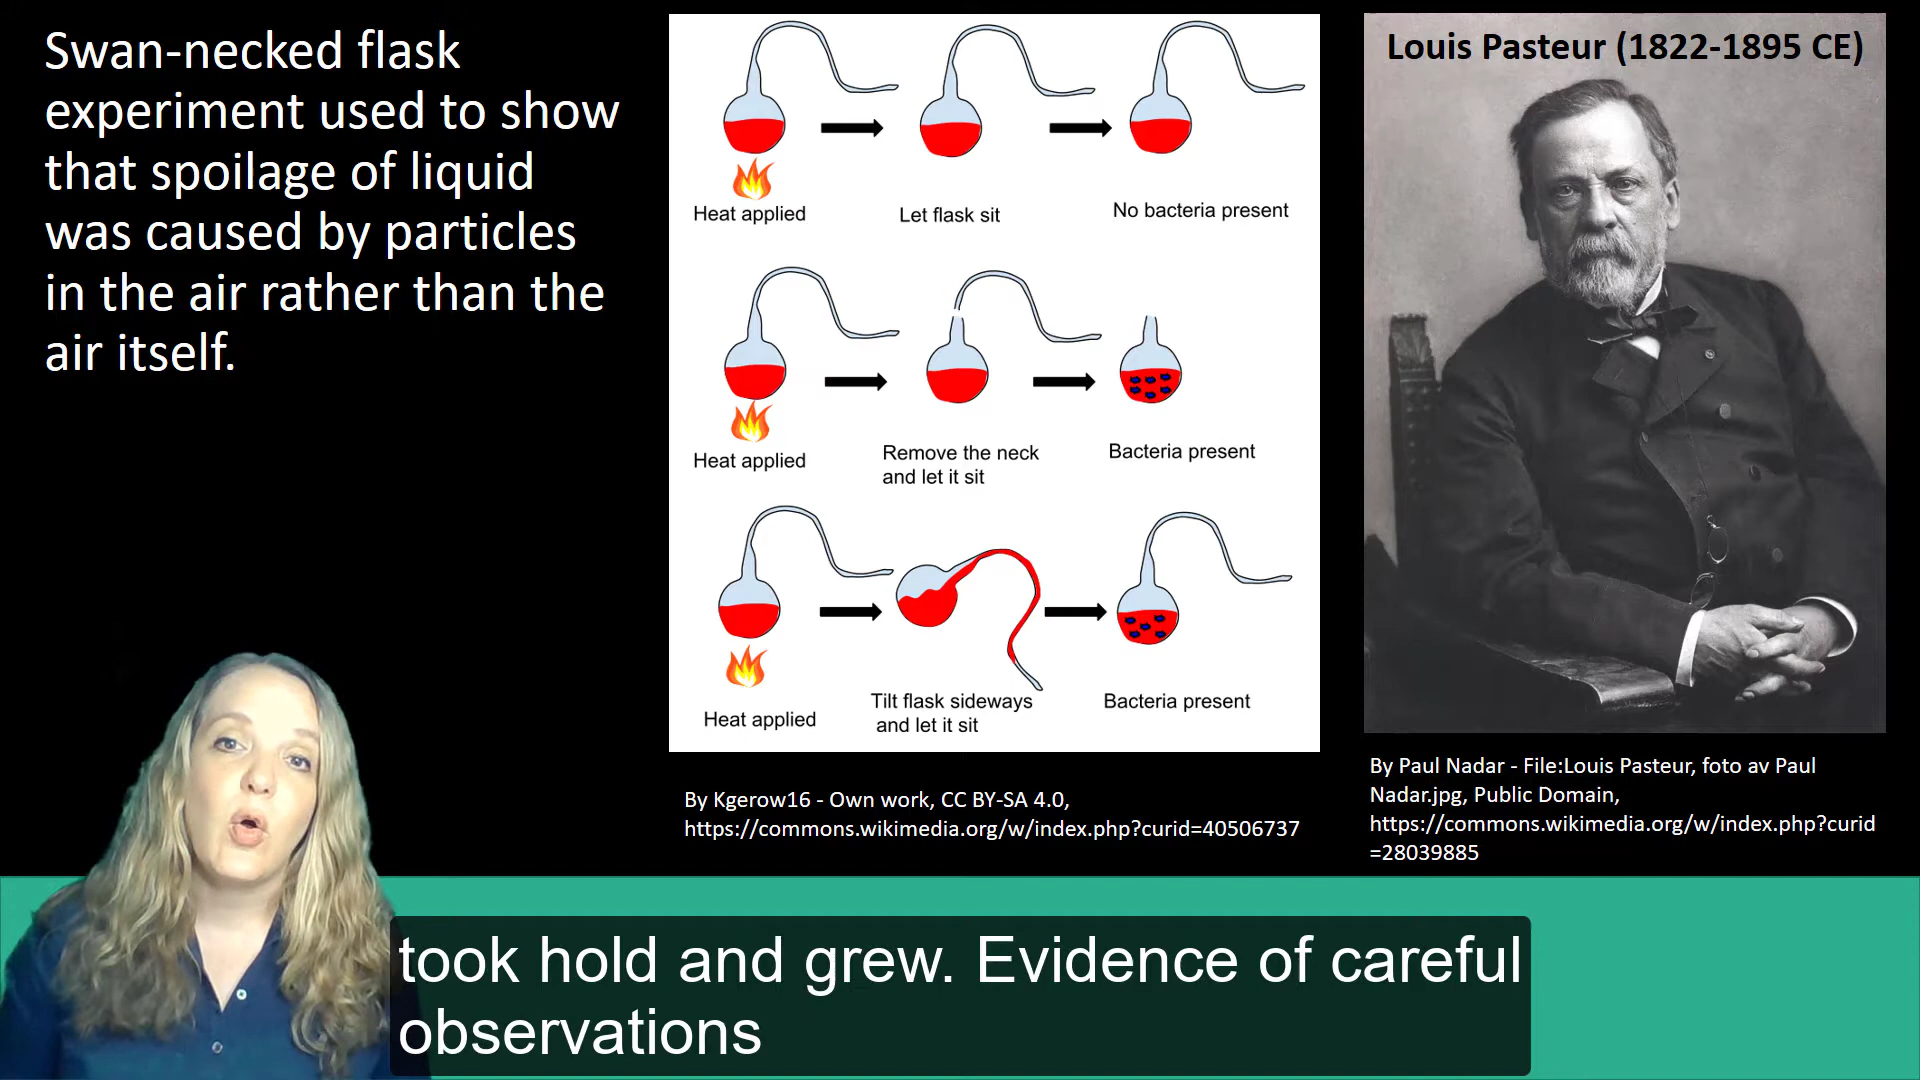 Swan-necked flask
experiment used to show
that spoilage of liquid
was caused by particles
in the air rather than the
air itself.
Heat applied
Let flask sit
No bacteria present
Heat applied
Remove the neck
and let it sit
Bacteria present
Heat applied
Tilt flask sideways
and let it sit
Bacteria present
By Kgerow16 - Own work, CC BY-SA 4.0,
https://commons.wikimedia.org/w/index.php?curid=40506737
Louis Pasteur (1822-1895 CE)
By Paul Nadar - File:Louis Pasteur, foto av Paul
Nadar.jpg, Public Domain,
https://commons.wikimedia.org/w/index.php?curid
=28039885
took hold and grew. Evidence of careful
observations